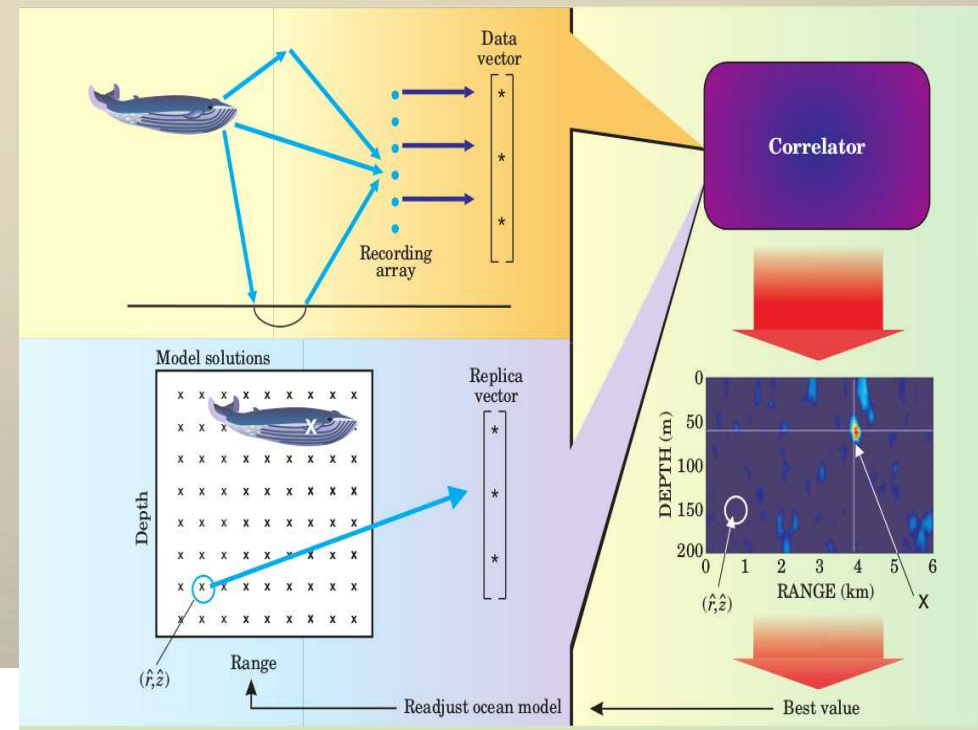 Data
vector
*
*
*
Recording
array
Correlator
Model solutions
x x x x x x x x x
x X
x x x x x x x x x
x x x x x x x x x
x x x x x x x x x
x x x x x x x x x
x x x x x x x x x
x x x x x x x x x
Depth
Range
(r̂,ẑ)
Replica
vector
*
*
*
0
50
100
150
200
DEPTH (m)
0 1 2 3 4 5 6
RANGE (km)
(r̂,ẑ)
X
Readjust ocean model
Best value